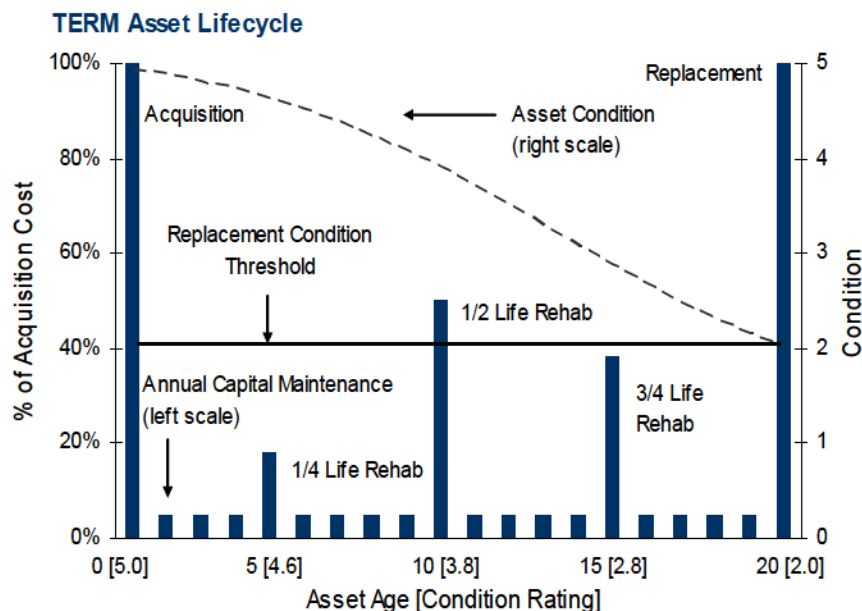 TERM Asset Lifecycle
100%
80%
60%
40%
20%
0%
% of Acquisition Cost
5
4
3
2
1
0
Condition
Acquisition
Replacement
Asset Condition
(right scale)
Replacement Condition
Threshold
1/2 Life Rehab
Annual Capital Maintenance
(left scale)
3/4 Life
Rehab
1/4 Life Rehab
0 [5.0]
5 [4.6]
10 [3.8]
15 [2.8]
20 [2.0]
Asset Age [Condition Rating]